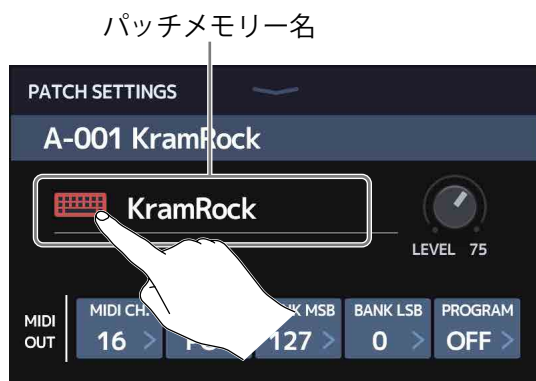 パッチメモリー名
PATCH SETTINGS
A-001 KramRock
KramRock
LEVEL 75
MIDI OUT
MIDI CH.
16
MSB
127
BANK LSB
0
PROGRAM
OFF